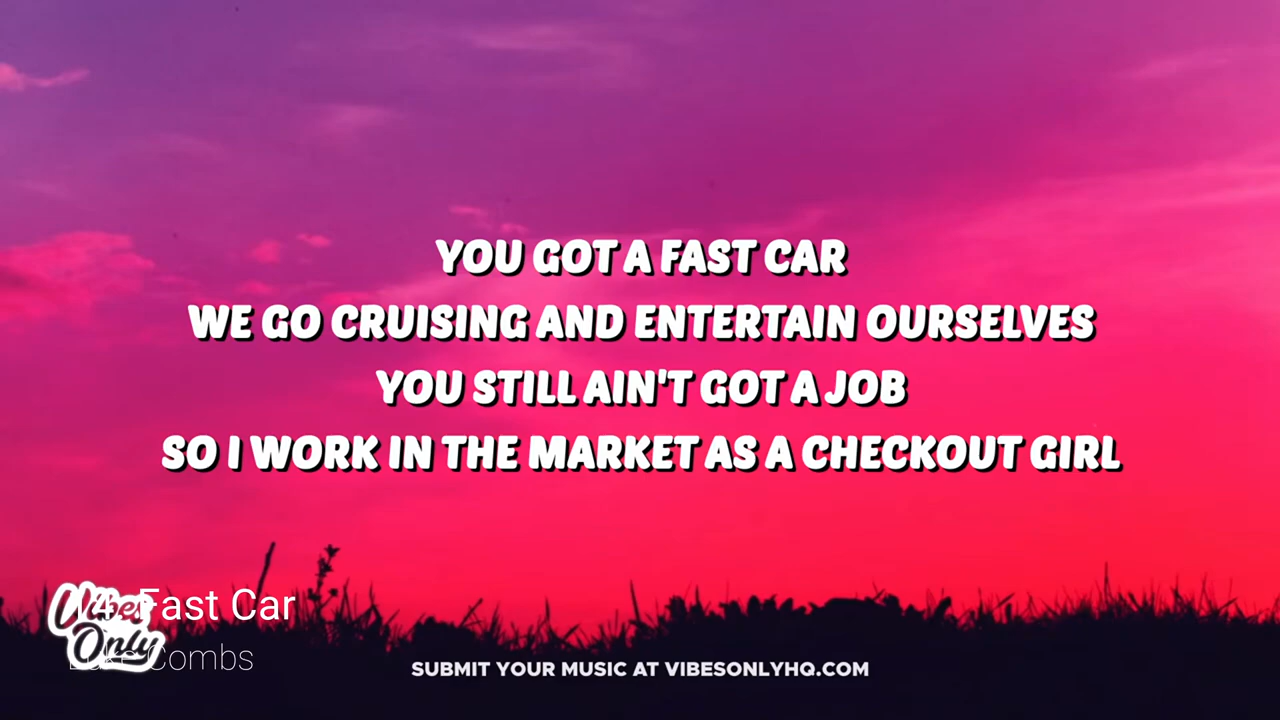 YOU GOT A FAST CAR
WE GO CRUISING AND ENTERTAIN OURSELVES
YOU STILL AIN'T GOT A JOB
SO I WORK IN THE MARKET AS A CHECKOUT GIRL
14. Fast Car
Vibes
Only
Luke Combs
SUBMIT YOUR MUSIC AT VIBESONLYHQ.COM